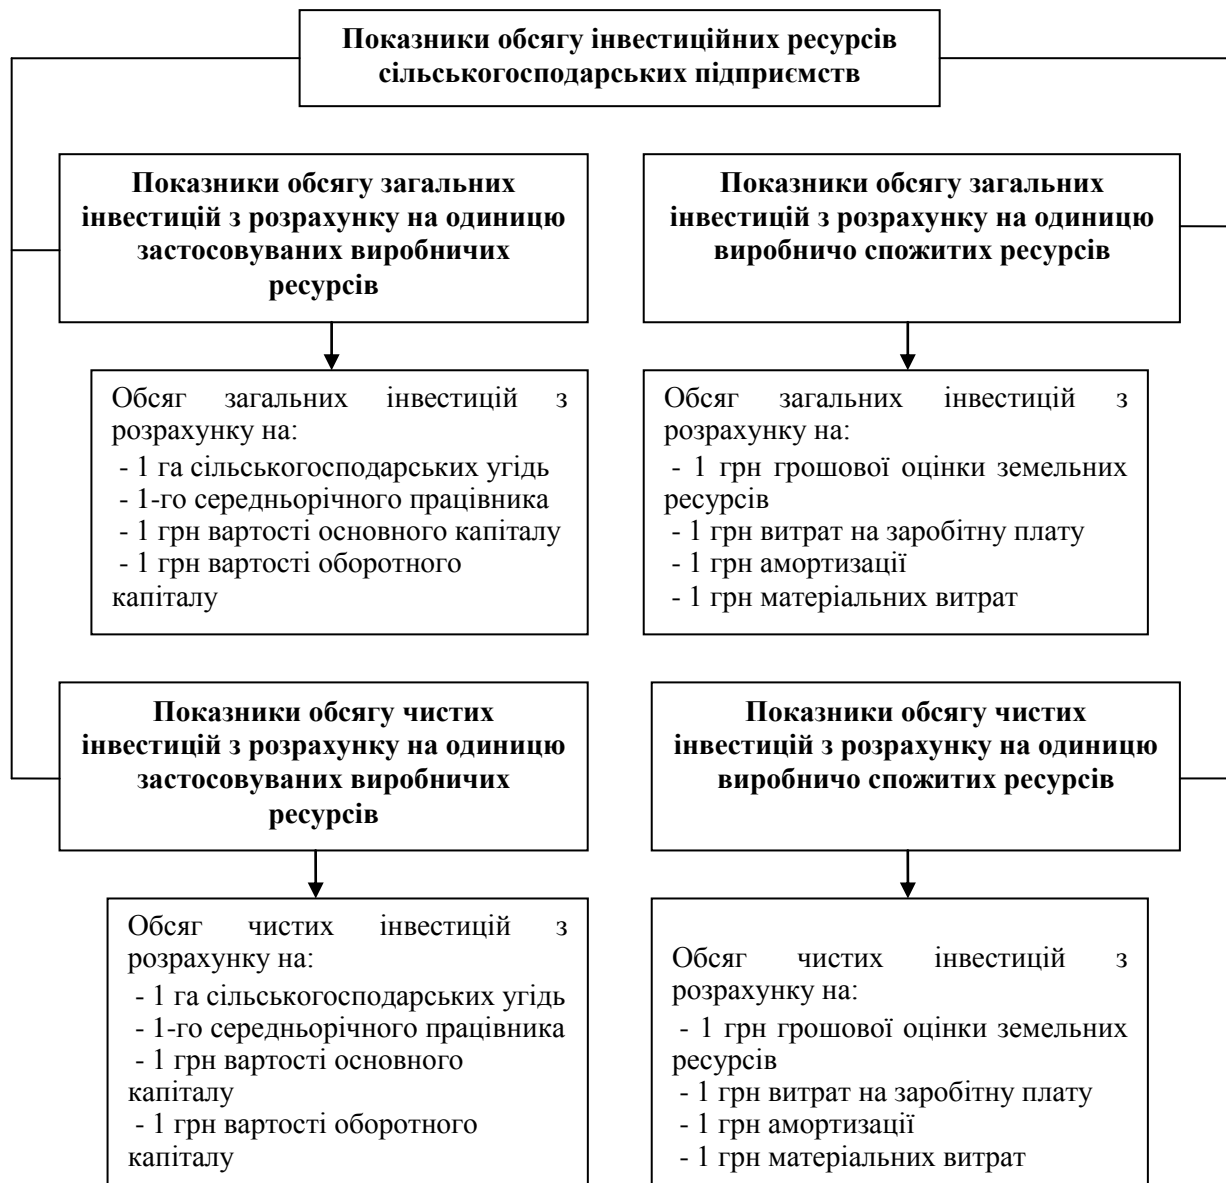 Показники обсягу інвестиційних ресурсів
сільськогосподарських підприємств
Показники обсягу загальних
інвестицій з розрахунку на одиницю
застосовуваних виробничих
ресурсів
Показники обсягу загальних
інвестицій з розрахунку на одиницю
виробничо спожитих ресурсів
Обсяг загальних інвестицій з
розрахунку на:
- 1 га сільськогосподарських угідь
- 1-го середньорічного працівника
- 1 грн вартості основного капіталу
- 1 грн вартості оборотного
капіталу
Обсяг загальних інвестицій з
розрахунку на:
- 1 грн грошової оцінки земельних
ресурсів
- 1 грн витрат на заробітну плату
- 1 грн амортизації
- 1 грн матеріальних витрат
Показники обсягу чистих
інвестицій з розрахунку на одиницю
застосовуваних виробничих
ресурсів
Показники обсягу чистих
інвестицій з розрахунку на одиницю
виробничо спожитих ресурсів
Обсяг чистих інвестицій з
розрахунку на:
- 1 га сільськогосподарських угідь
- 1-го середньорічного працівника
- 1 грн вартості основного
капіталу
- 1 грн вартості оборотного
капіталу
Обсяг чистих інвестицій з
розрахунку на:
- 1 грн грошової оцінки земельних
ресурсів
- 1 грн витрат на заробітну плату
- 1 грн амортизації
- 1 грн матеріальних витрат